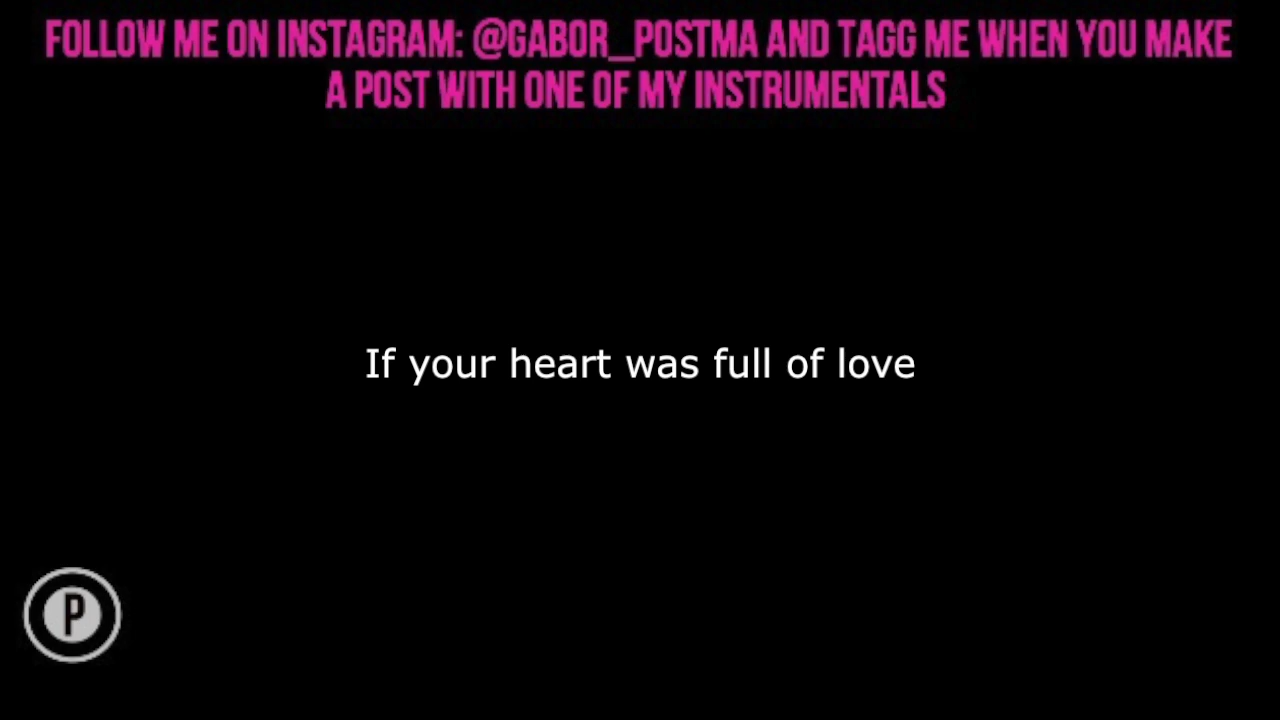 FOLLOW ME ON INSTAGRAM: @GABOR_POSTMA AND TAGG ME WHEN YOU MAKE
A POST WITH ONE OF MY INSTRUMENTALS
If your heart was full of love
P